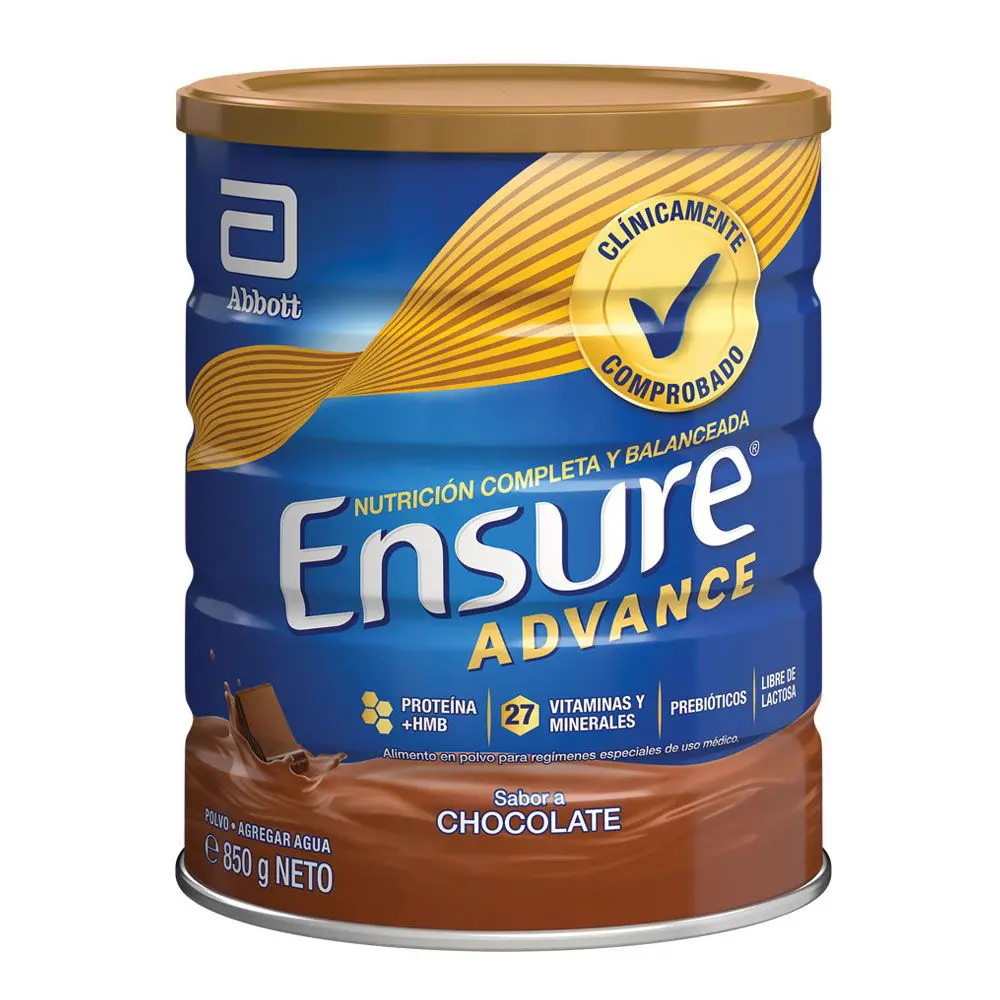 Abbott
CLÍNICAMENTE
COMPROBADO
NUTRICIÓN COMPLETA Y BALANCEADA
Ensure®
ADVANCE
PROTEÍNA
+HMB
27
VITAMINAS Y
MINERALES
PREBIÓTICOS
LIBRE DE
LACTOSA
Alimento en polvo para regímenes especiales de uso médico.
Sabor a
CHOCOLATE
POLVO • AGREGAR AGUA
℮ 850 g NETO